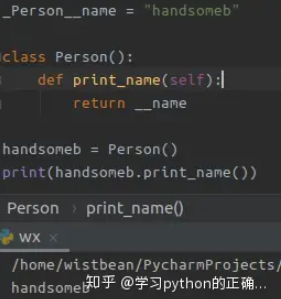 _Person__name = "handsomeb"
class Person():
def print_name(self):
return __name
handsomeb = Person()
print(handsomeb.print_name())
Person
print_name()
wx ×
/home/wistbean/PycharmProjects/
handsomeb
知乎 @学习python的正确...